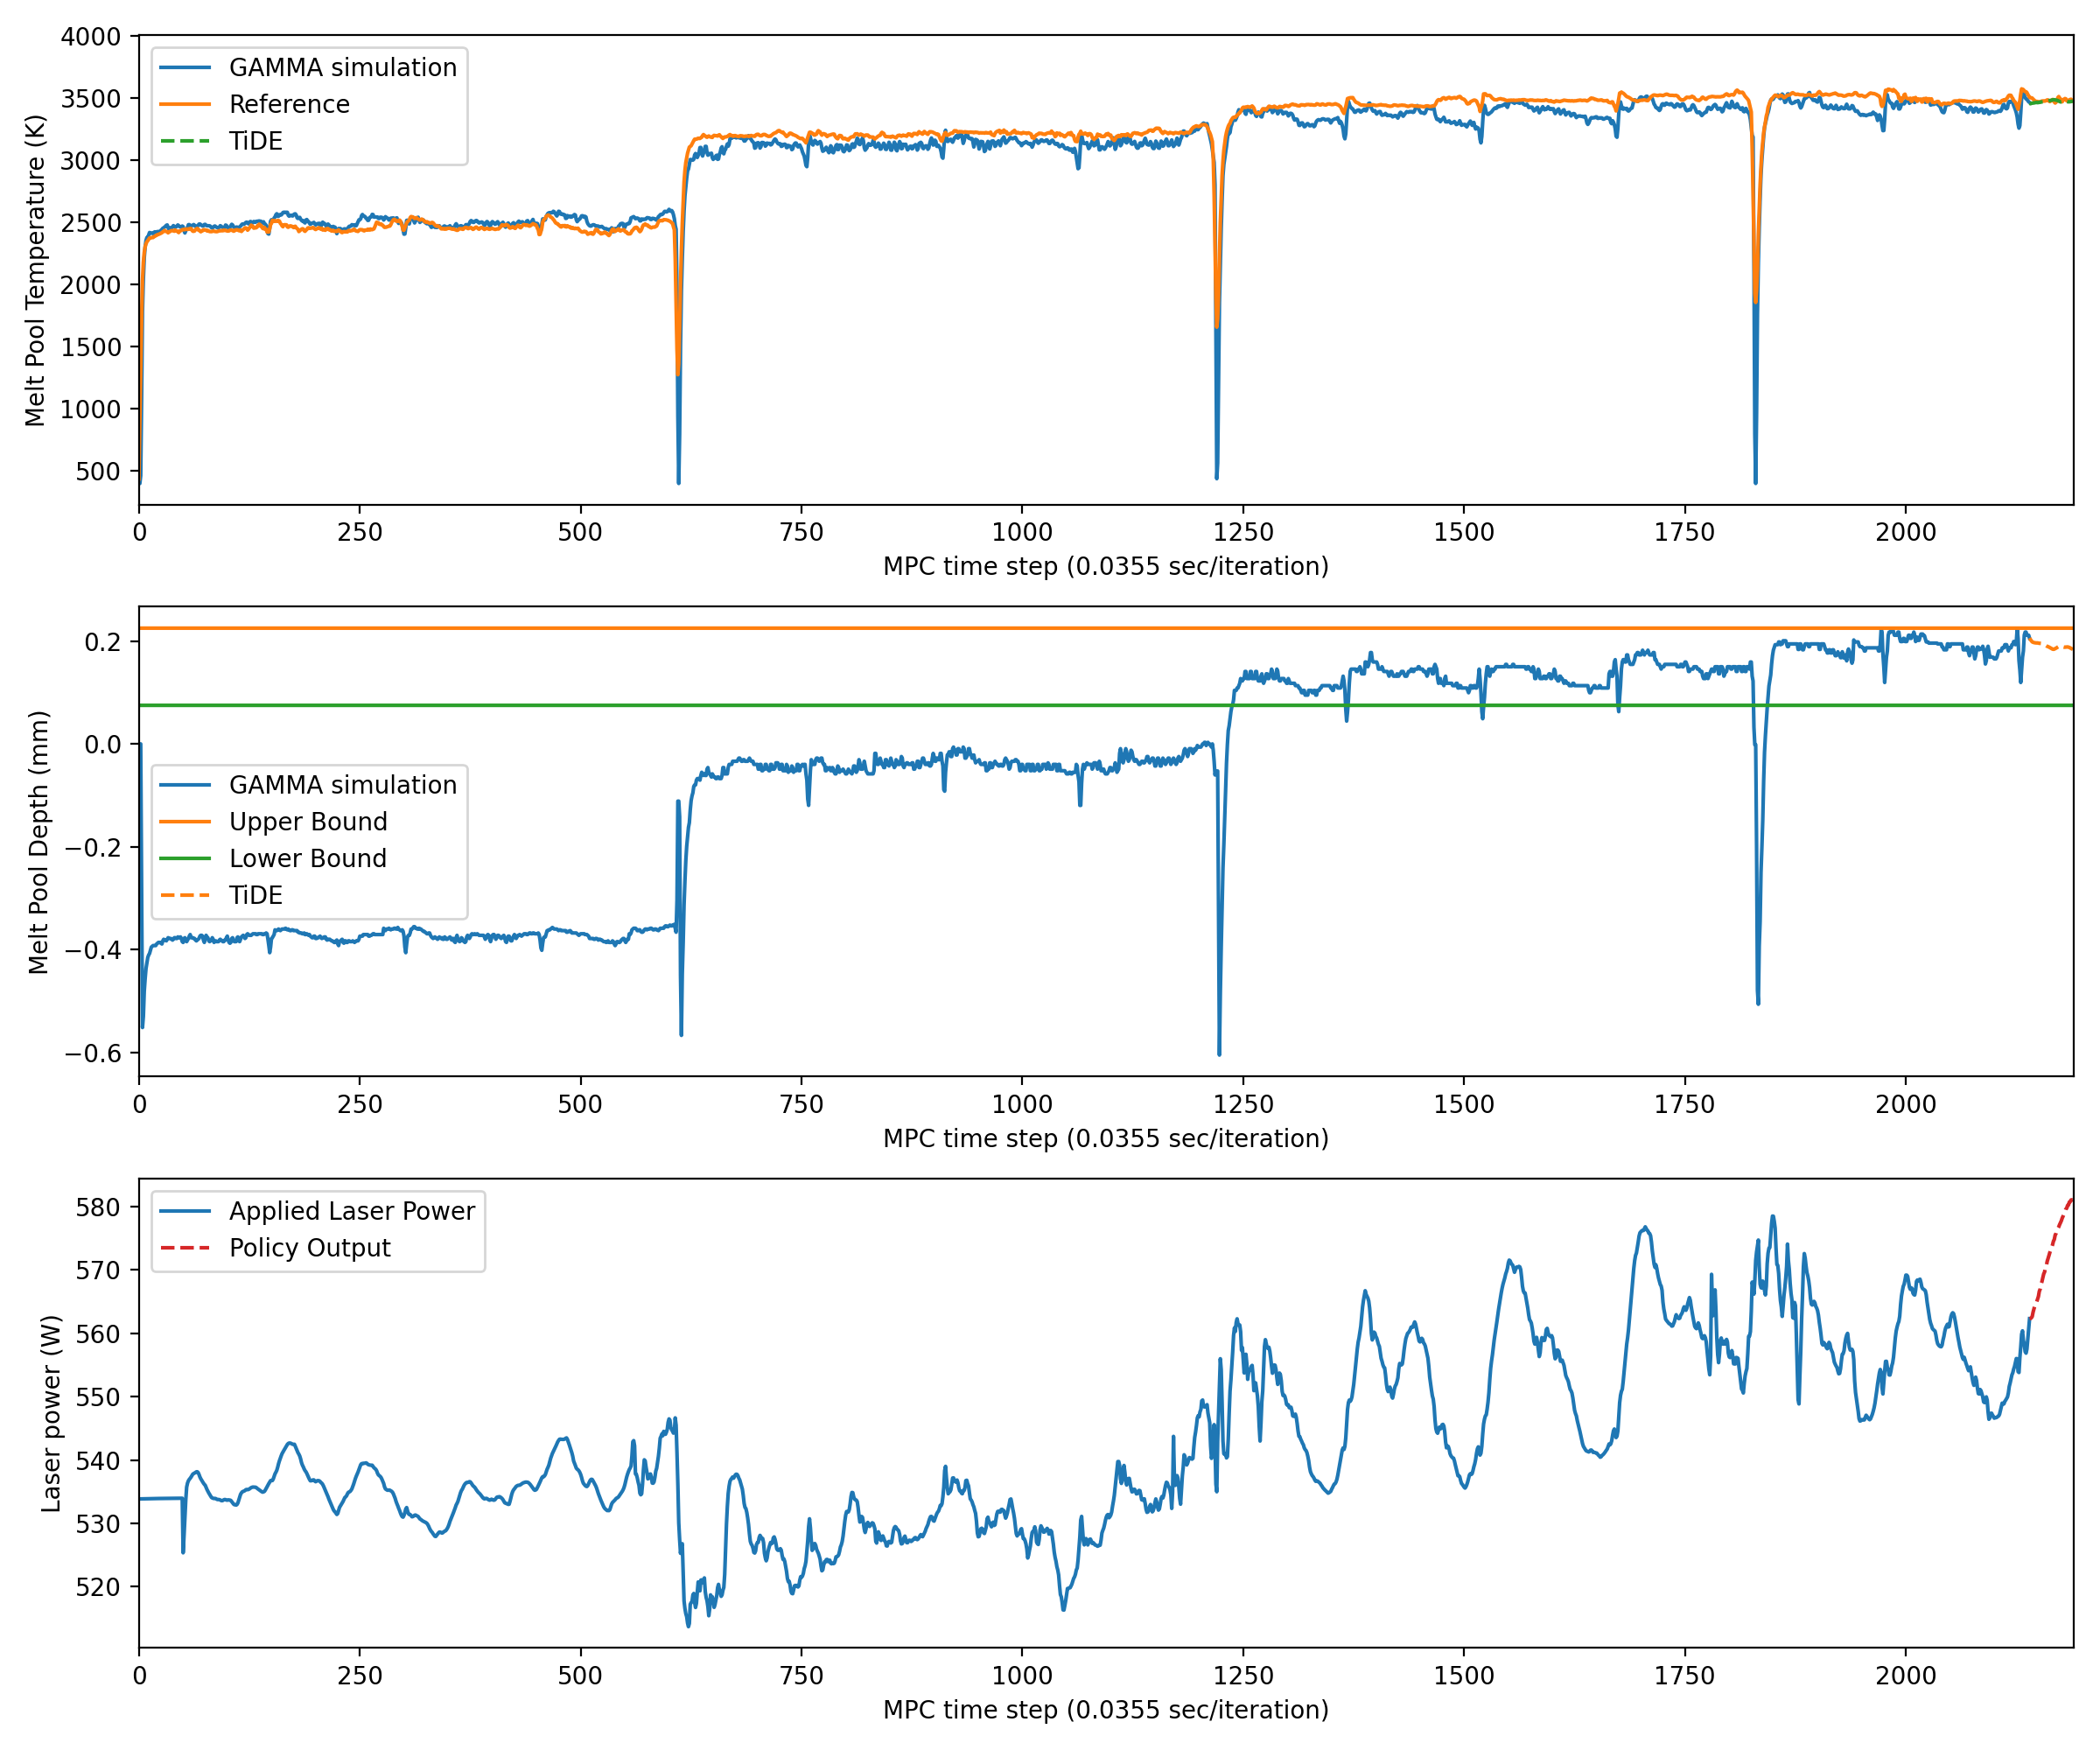 4000
3500
3000
2500
2000
1500
1000
500
Melt Pool Temperature (K)
GAMMA simulation
Reference
TiDE
0 250 500 750 1000 1250 1500 1750 2000
MPC time step (0.0355 sec/iteration)
0.2
0.0
−0.2
−0.4
−0.6
Melt Pool Depth (mm)
GAMMA simulation
Upper Bound
Lower Bound
TiDE
0 250 500 750 1000 1250 1500 1750 2000
MPC time step (0.0355 sec/iteration)
580
570
560
550
540
530
520
Laser power (W)
Applied Laser Power
Policy Output
0 250 500 750 1000 1250 1500 1750 2000
MPC time step (0.0355 sec/iteration)